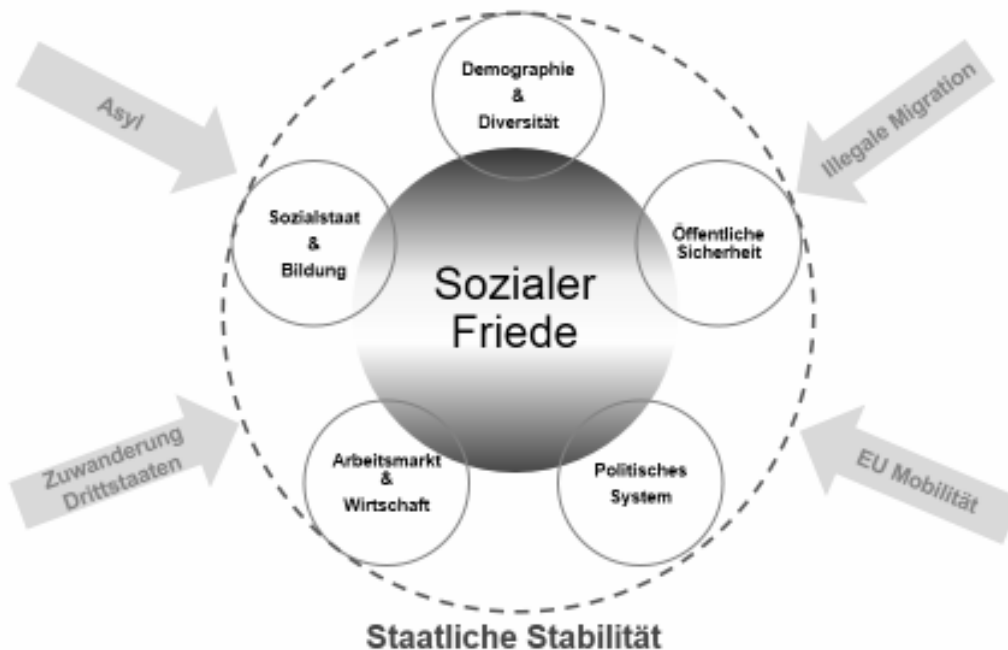 Demographie
&
Diversität
Asyl
Illegale Migration
Sozialstaat
&
Bildung
Öffentliche
Sicherheit
Sozialer
Friede
Zuwanderung
Drittstaaten
Arbeitsmarkt
&
Wirtschaft
Politisches
System
EU Mobilität
Staatliche Stabilität